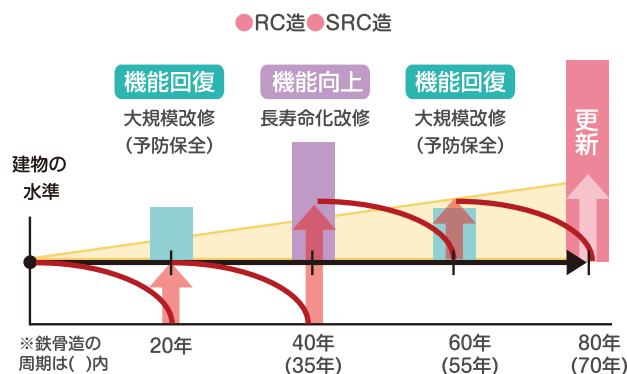 ●RC造●SRC造
機能回復
機能向上
機能回復
大規模改修
(予防保全)
長寿命化改修
大規模改修
(予防保全)
更新
建物の
水準
※鉄骨造の
周期は( )内
20年
40年
(35年)
60年
(55年)
80年
(70年)